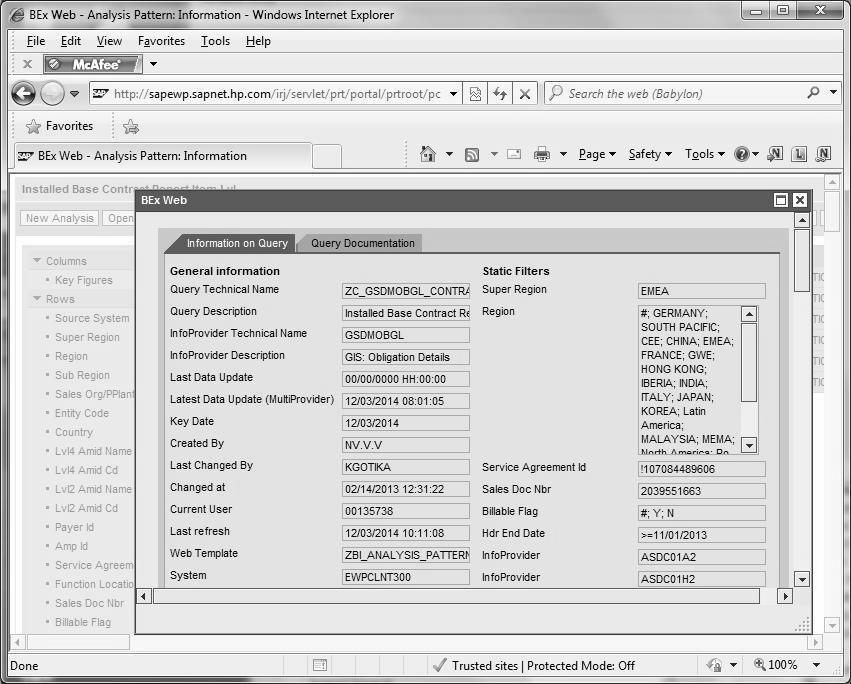 BEx Web - Analysis Pattern: Information - Windows Internet Explorer
File Edit View Favorites Tools Help
x McAfee
http://sapewp.sapnet.hp.com/irj/servlet/prt/portal/prtroot/pc Search the web (Babylon)
Favorites
BEx Web - Analysis Pattern: Information Page Safety Tools
Installed Base Contract Report Item Lvl
New Analysis Open
BEx Web
Information on Query Query Documentation
Columns
Key Figures
Rows
Source System
Super Region
Region
Sub Region
Sales Org/PPlant
Entity Code
Country
Lvl4 Amid Name
Lvl4 Amid Cd
Lvl2 Amid Name
Lvl2 Amid Cd
Payer Id
Amp Id
Service Agreem
Function Locatio
Sales Doc Nbr
Billable Flag
General information
Query Technical Name ZC_GSDMOBGL_CONTRA
Query Description Installed Base Contract Re
InfoProvider Technical Name GSDMOBGL
InfoProvider Description GIS: Obligation Details
Last Data Update 00/00/0000 HH:00:00
Latest Data Update (MultiProvider) 12/03/2014 08:01:05
Key Date 12/03/2014
Created By NV.V.V
Last Changed By KGOTIKA
Changed at 02/14/2013 12:31:22
Current User 00135738
Last refresh 12/03/2014 10:11:08
Web Template ZBI_ANALYSIS_PATTERN
System EWPCLNT300
Static Filters
Super Region EMEA
Region #; GERMANY;
SOUTH PACIFIC;
CEE; CHINA; EMEA;
FRANCE; GWE;
HONG KONG;
IBERIA; INDIA;
ITALY; JAPAN;
KOREA; Latin
America;
MALAYSIA; MEMA;
North America; Ro
Service Agreement Id !107084489606
Sales Doc Nbr 2039551663
Billable Flag #; Y; N
Hdr End Date >=11/01/2013
InfoProvider ASDC01A2
InfoProvider ASDC01H2
Done Trusted sites | Protected Mode: Off 100%